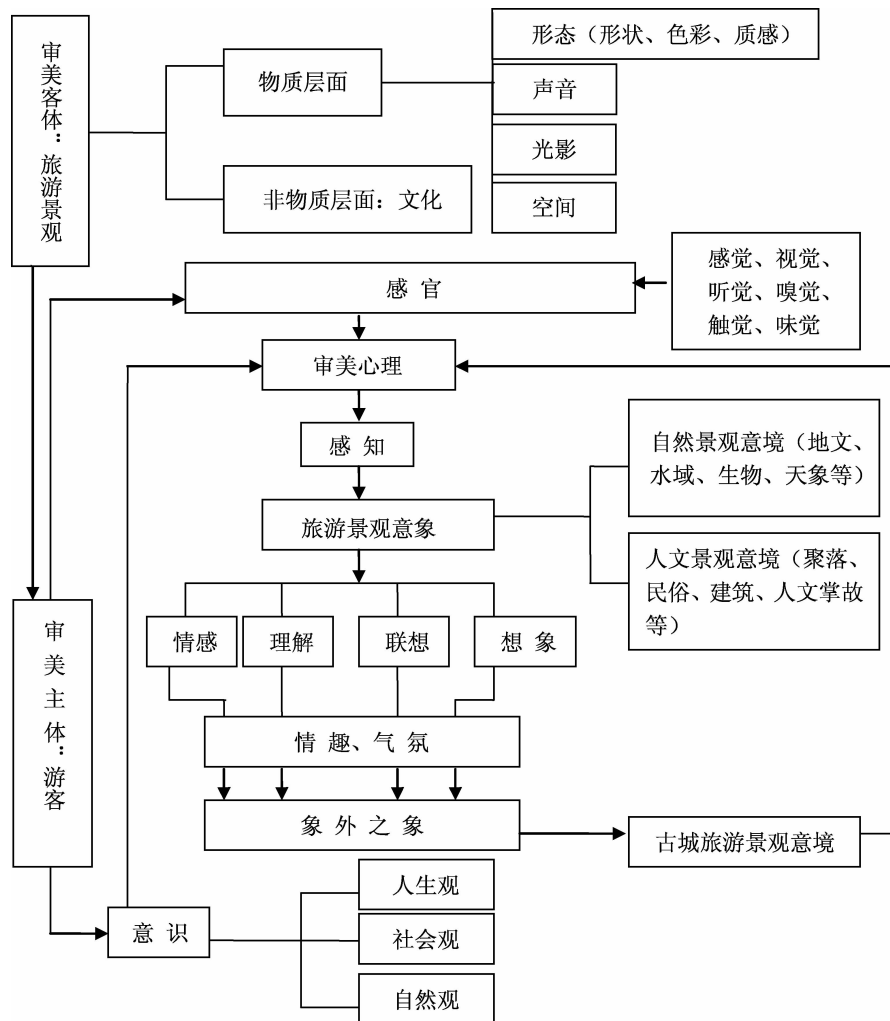 审美客体：旅游景观
物质层面
非物质层面：文化
形态（形状、色彩、质感）
声音
光影
空间
感官
感觉、视觉、
听觉、嗅觉、
触觉、味觉
审美心理
感知
旅游景观意象
自然景观意境（地文、
水域、生物、天象等）
人文景观意境（聚落、
民俗、建筑、人文掌故
等）
情感
理解
联想
想象
审美主体：游客
情趣、气氛
象外之象
古城旅游景观意境
意识
人生观
社会观
自然观